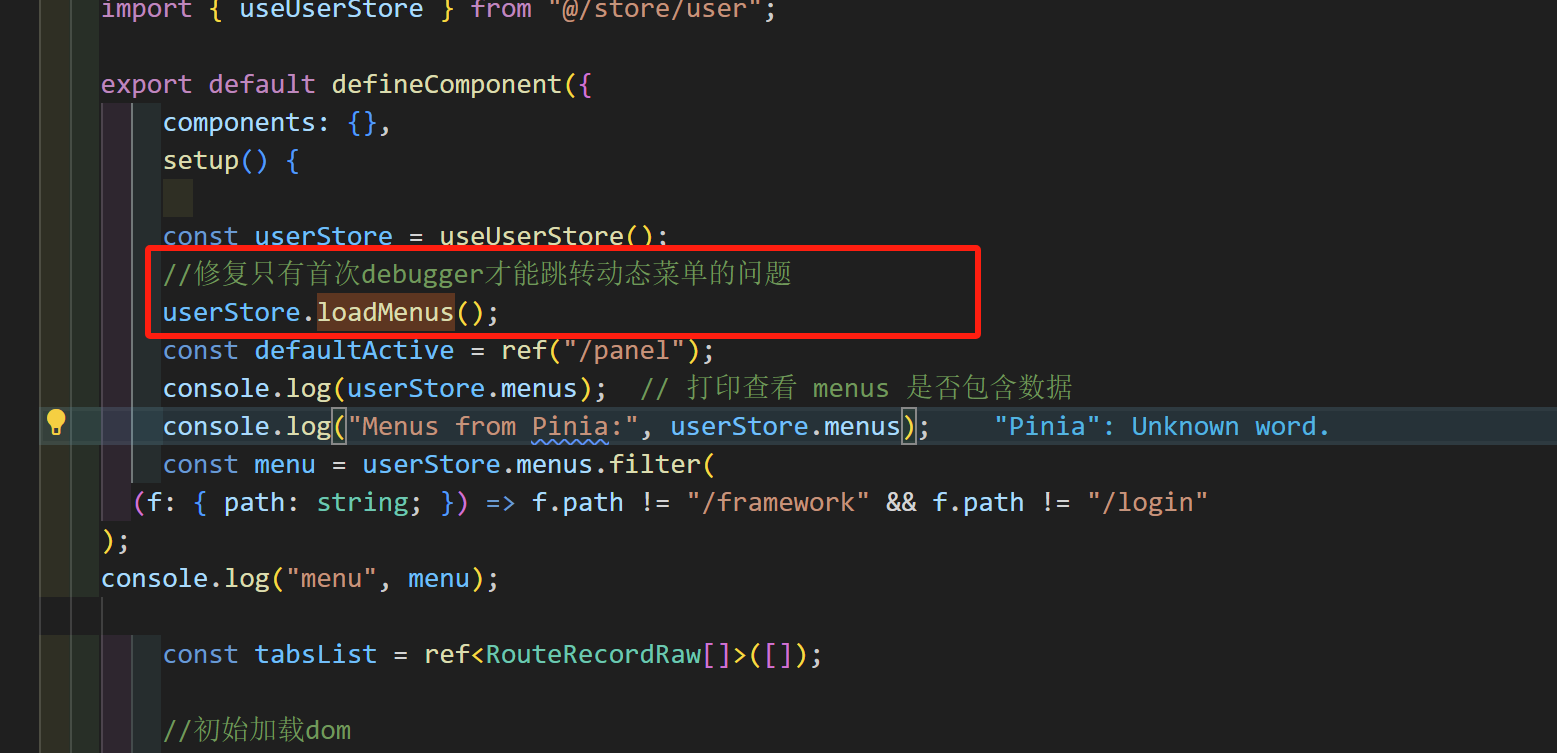 import { useUserStore } from "@/store/user";
export default defineComponent({
components: {},
setup() {
const userStore = useUserStore();
//修复只有首次debugger才能跳转动态菜单的问题
userStore.loadMenus();
const defaultActive = ref("/panel");
console.log(userStore.menus);  // 打印查看 menus 是否包含数据
console.log("Menus from Pinia:", userStore.menus);    "Pinia": Unknown word.
const menu = userStore.menus.filter(
(f: { path: string; }) => f.path != "/framework" && f.path != "/login"
);
console.log("menu", menu);
const tabsList = ref<RouteRecordRaw[]>([]);
//初始加载dom